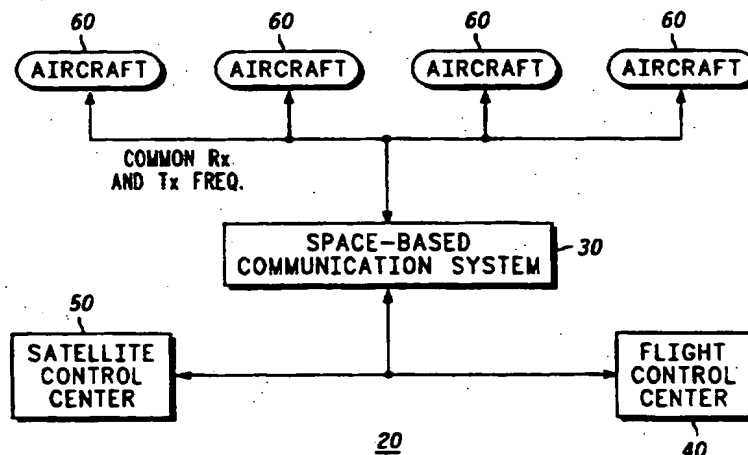 60 60 60 60
AIRCRAFT AIRCRAFT AIRCRAFT AIRCRAFT
COMMON Rx
AND Tx FREQ.
SPACE-BASED
COMMUNICATION SYSTEM
30
50
SATELLITE
CONTROL
CENTER
FLIGHT
CONTROL
CENTER
20
40